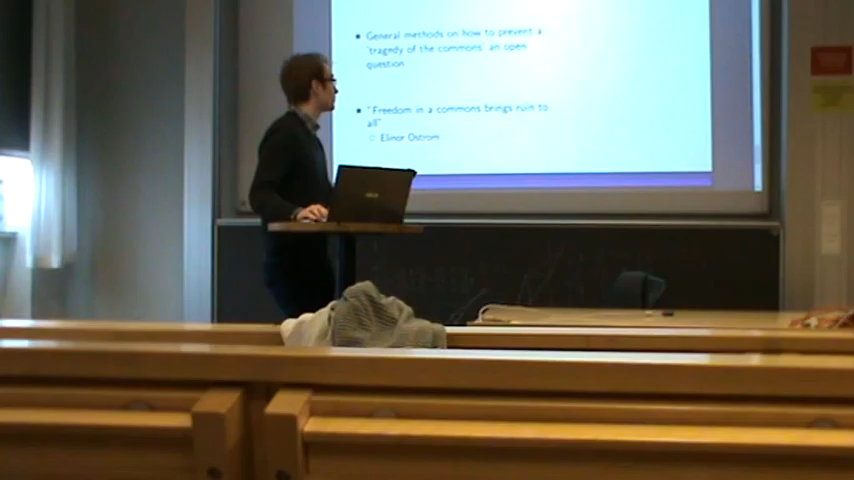 General methods on how to prevent a
'tragedy of the commons' an open
question
"Freedom in a commons brings ruin to
all"
Elinor Ostrom